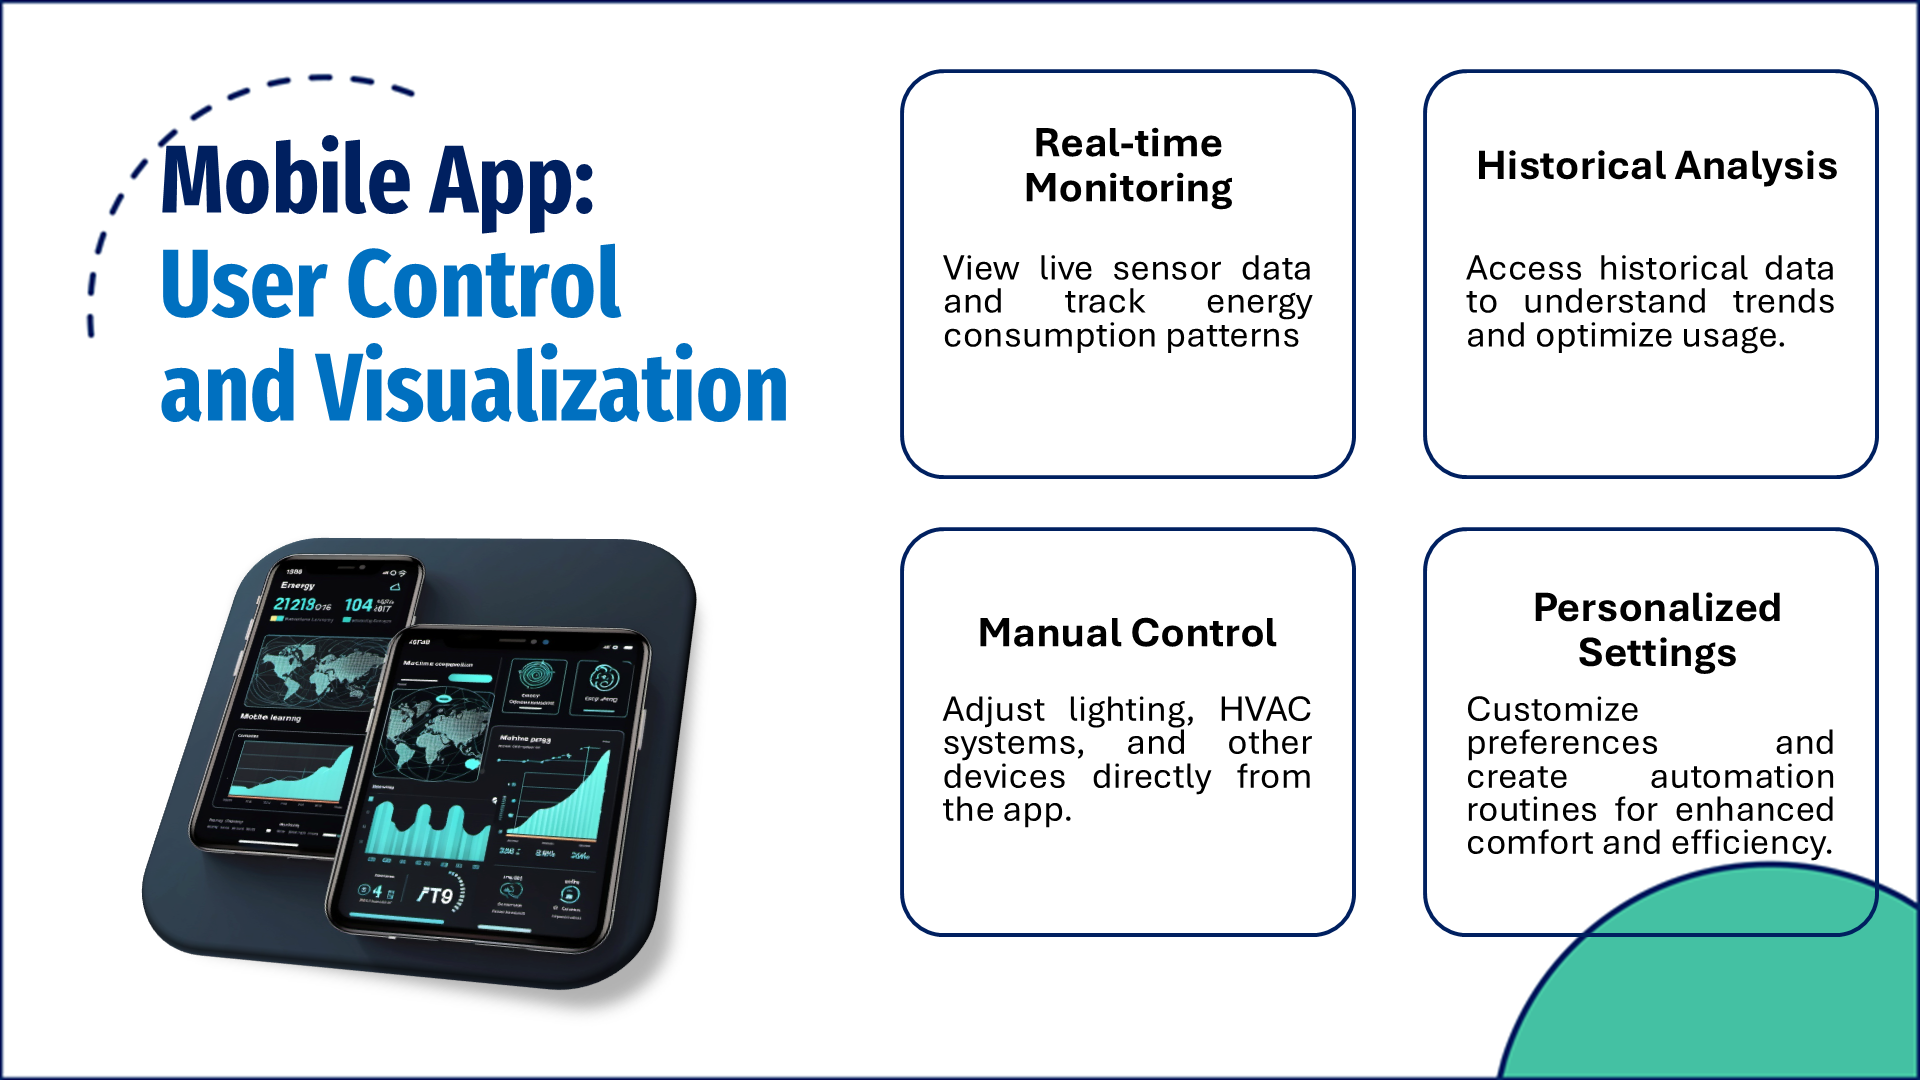 Mobile App:
User Control
and Visualization
Real-time
Monitoring
View live sensor data
and track energy
consumption patterns
Historical Analysis
Access historical data
to understand trends
and optimize usage.
Manual Control
Adjust lighting, HVAC
systems, and other
devices directly from
the app.
Personalized
Settings
Customize
preferences and
create automation
routines for enhanced
comfort and efficiency.
Energy
21219
104
Mobile learning